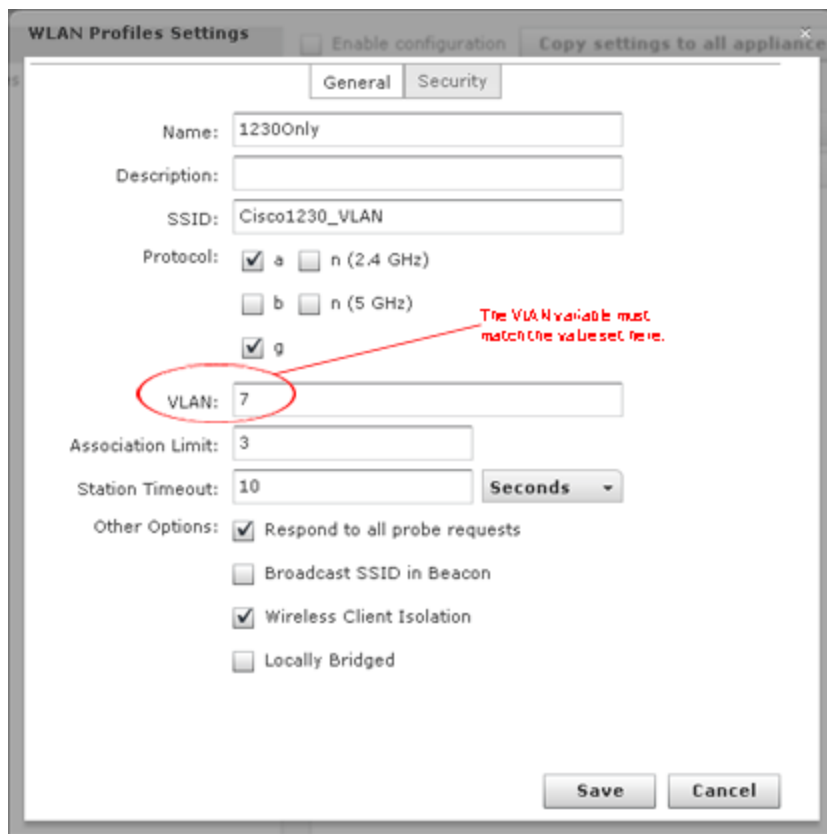 WLAN Profiles Settings
Enable configuration
Copy settings to all appliance
General
Security
Name: 1230Only
Description:
SSID: Cisco1230_VLAN
Protocol: a n (2.4 GHz)
b n (5 GHz)
g
The VLAN variable must
match the value set here.
VLAN: 7
Association Limit: 3
Station Timeout: 10 Seconds
Other Options: Respond to all probe requests
Broadcast SSID in Beacon
Wireless Client Isolation
Locally Bridged
Save Cancel